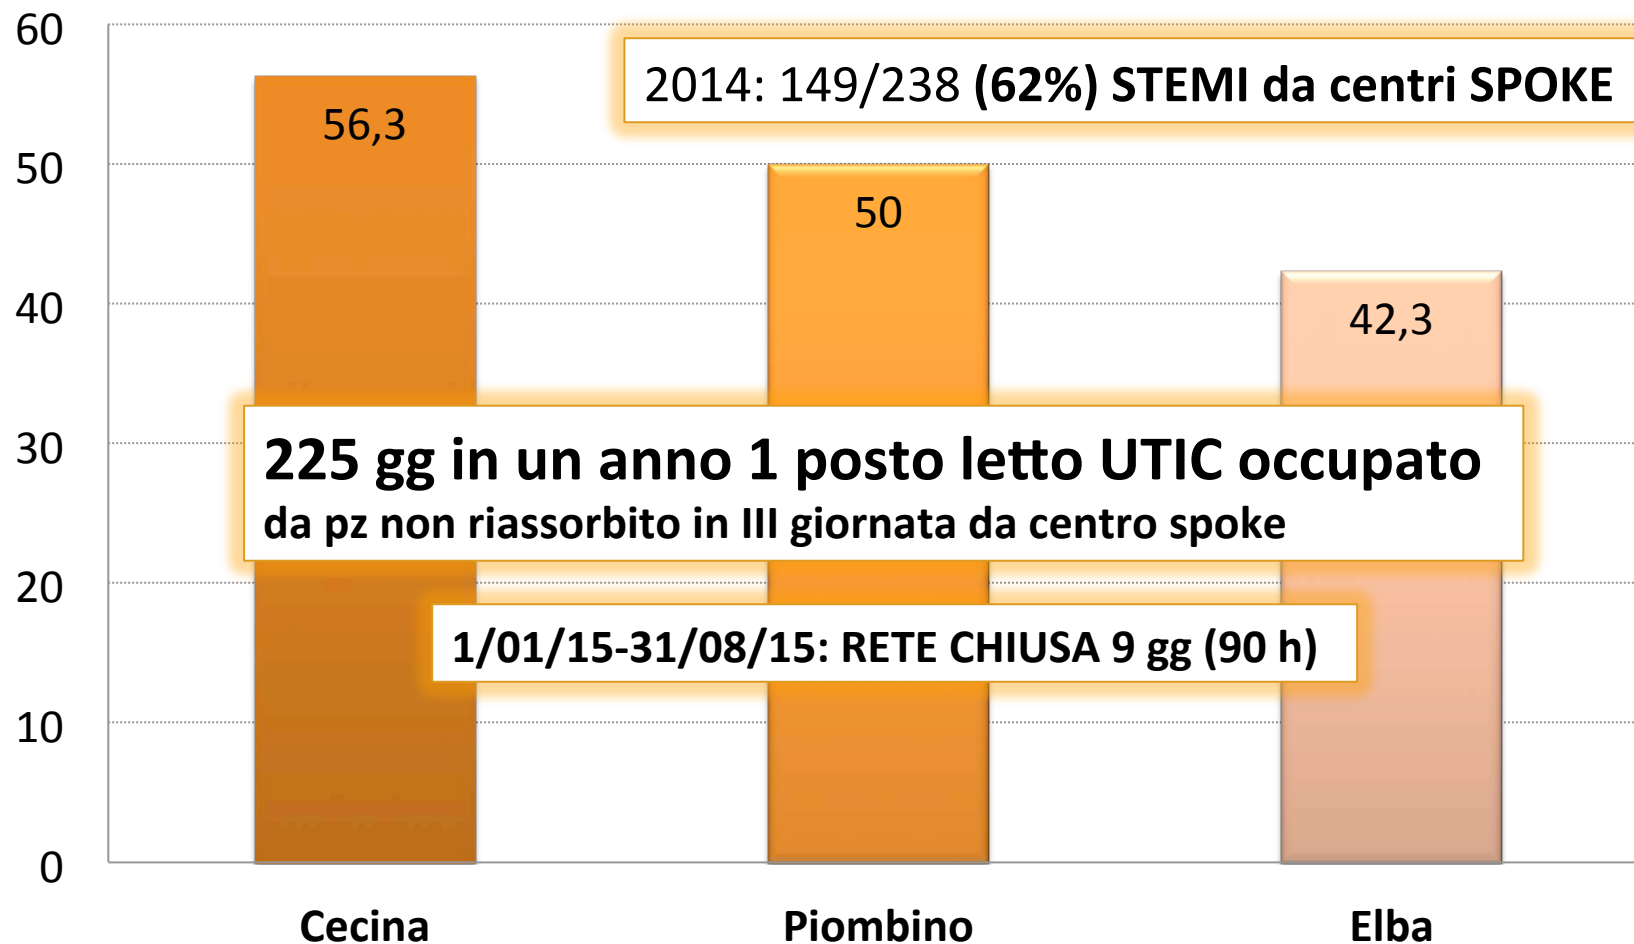 60
50
40
30
20
10
0
2014: 149/238 (62%) STEMI da centri SPOKE
56,3
50
42,3
225 gg in un anno 1 posto letto UTIC occupato
da pz non riassorbito in III giornata da centro spoke
1/01/15-31/08/15: RETE CHIUSA 9 gg (90 h)
Cecina
Piombino
Elba